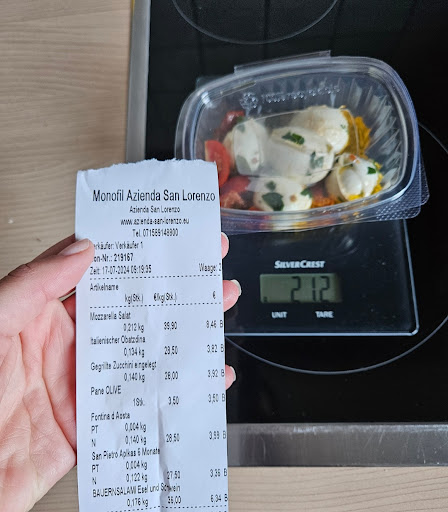 Monofil Azienda San Lorenzo
Azienda San Lorenzo
www.azienda-san-lorenzo.eu
Tel. 071569148900
Verkäufer: Verkäufer 1
on-Nr.: 219167
Zeit: 17-07-2024 09:19:35 Waage: 2
Artikelname
kg(Stk.) €/kg(Stk.) €
Mozzarella Salat
0,212 kg 39,90 8,46 B
Italienischer Obatzdina
0,134 kg 28,50 3,82 B
Gegrillte Zucchini eingelegt
0,140 kg 28,00 3,92 B
Pane OLIVE
1Stk. 3,50 3,50 B
Fontina d'Aosta
PT 0,004 kg
N 0,140 kg 28,50 3,99 B
San Pietro Apikas 6 Monate
PT 0,004 kg
N 0,122 kg 27,50 3,36 B
BAUERNSALAMI Esel und Schwein
0,176 kg 36,00 6,34 B
SILVERCREST
212
UNIT TARE